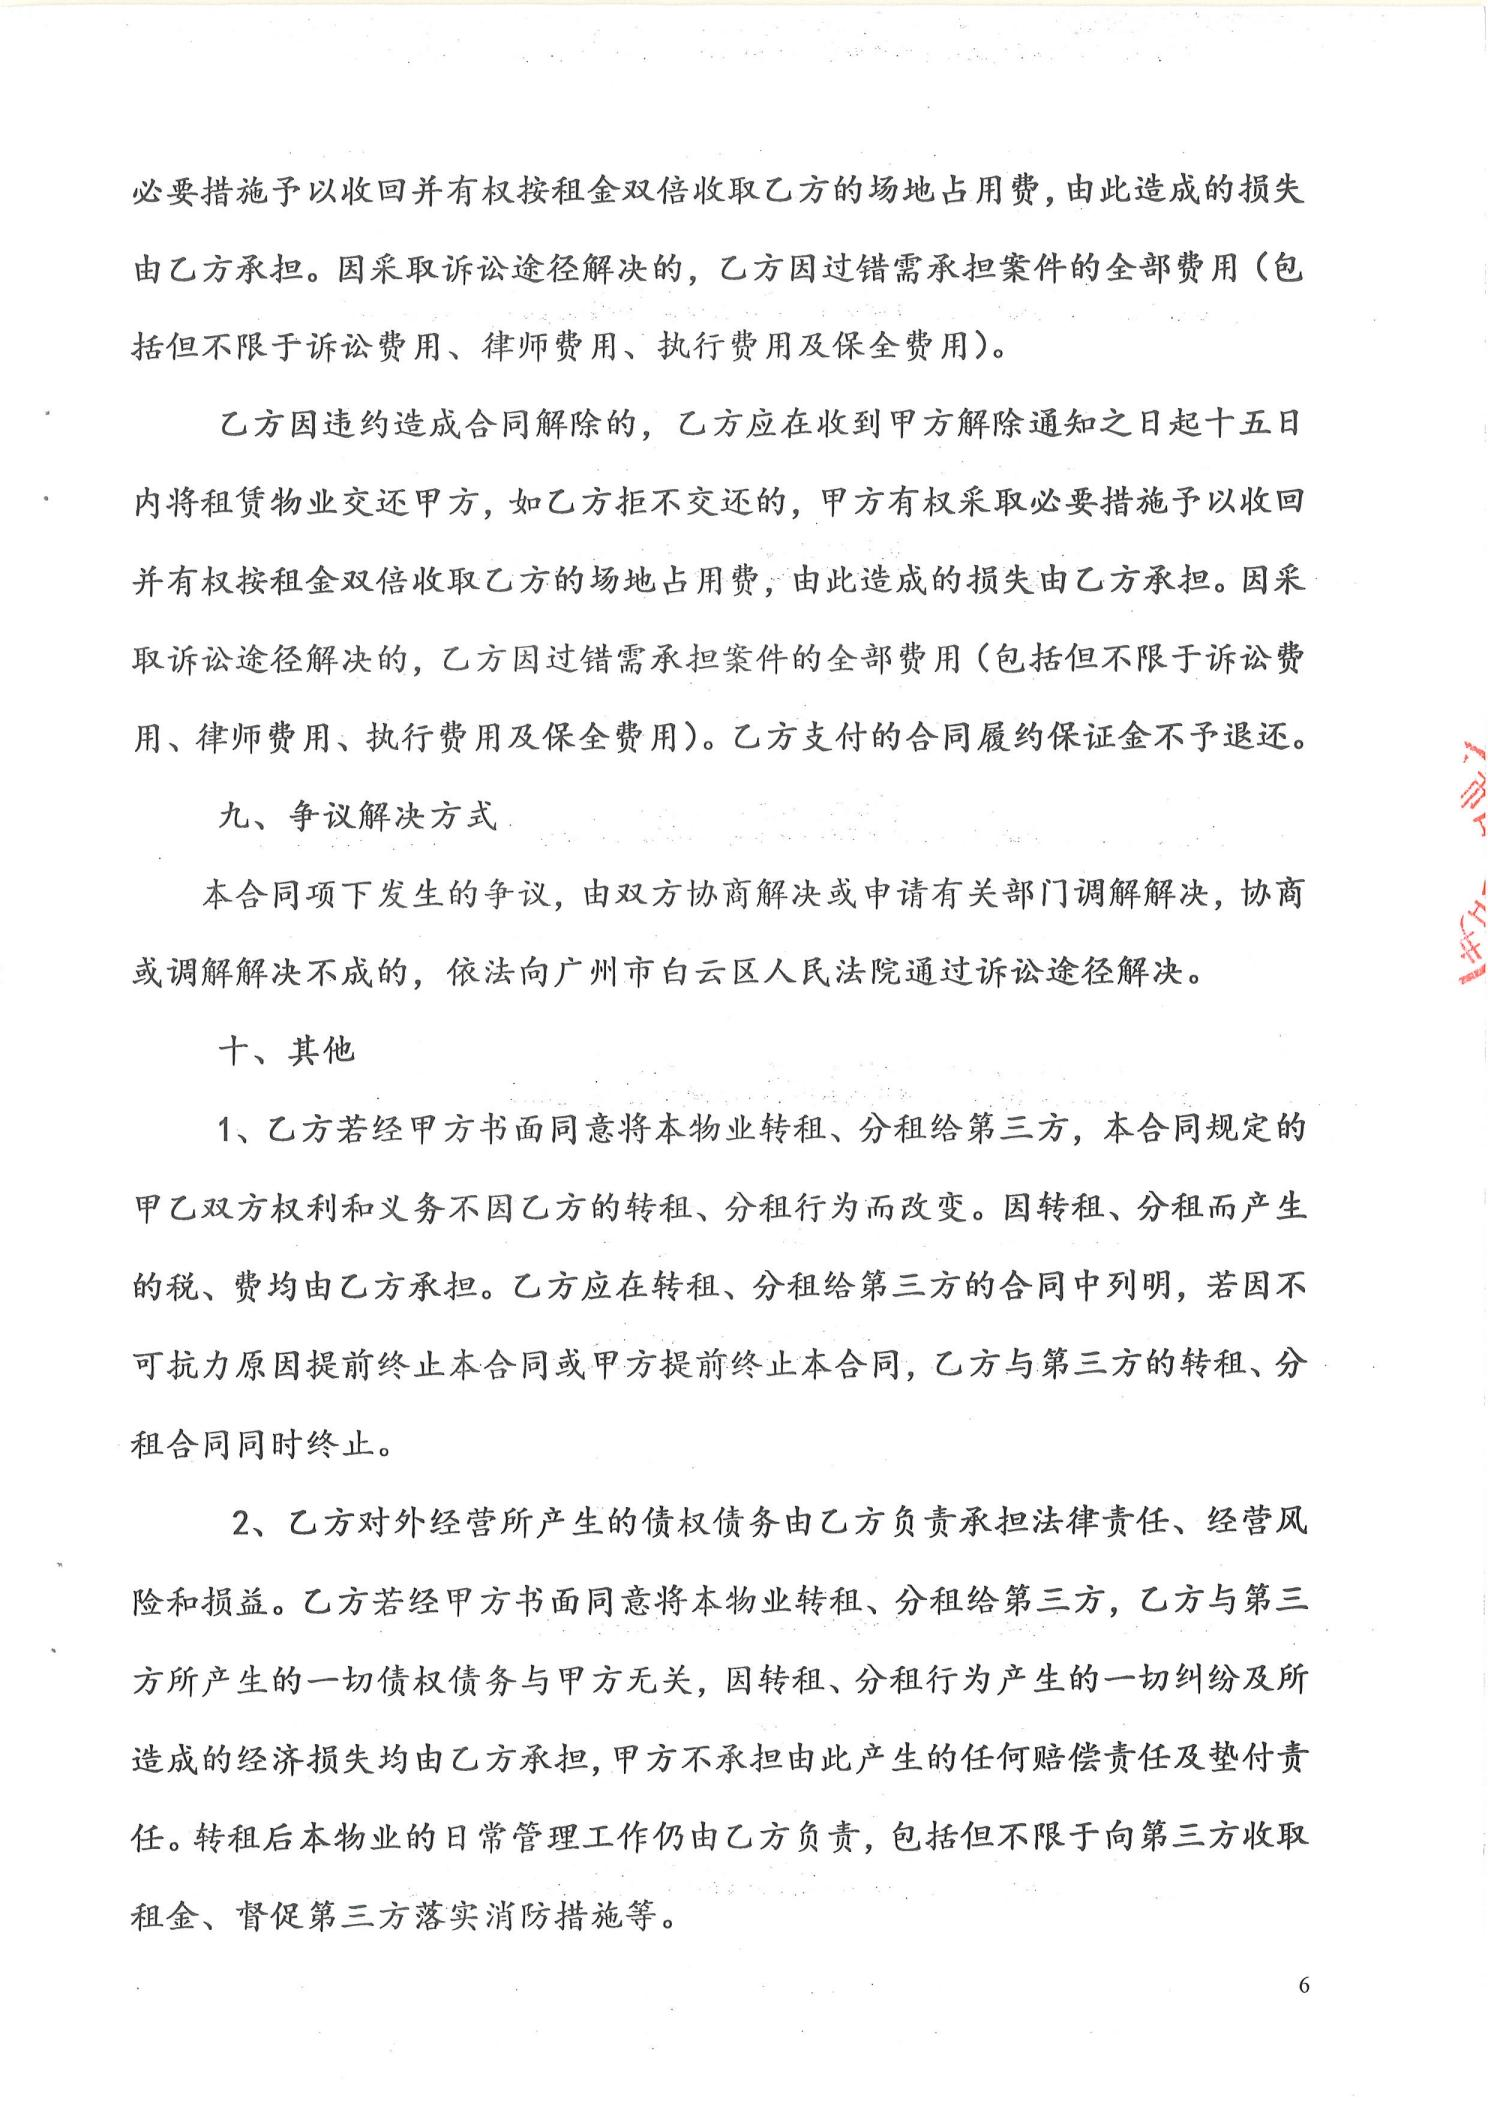 必要措施予以收回并有权按租金双倍收取乙方的场地占用费，由此造成的损失
由乙方承担。因采取诉讼途径解决的，乙方因过错需承担案件的全部费用（包
括但不限于诉讼费用、律师费用、执行费用及保全费用）。
乙方因违约造成合同解除的，乙方应在收到甲方解除通知之日起十五日
内将租赁物业交还甲方，如乙方拒不交还的，甲方有权采取必要措施予以收回
并有权按租金双倍收取乙方的场地占用费，由此造成的损失由乙方承担。因采
取诉讼途径解决的，乙方因过错需承担案件的全部费用（包括但不限于诉讼费
用、律师费用、执行费用及保全费用）。乙方支付的合同履约保证金不予退还。
九、争议解决方式
本合同项下发生的争议，由双方协商解决或申请有关部门调解解决，协商
或调解解决不成的，依法向广州市白云区人民法院通过诉讼途径解决。
十、其他
1、乙方若经甲方书面同意将本物业转租、分租给第三方，本合同规定的
甲乙双方权利和义务不因乙方的转租、分租行为而改变。因转租、分租而产生
的税、费均由乙方承担。乙方应在转租、分租给第三方的合同中列明，若因不
可抗力原因提前终止本合同或甲方提前终止本合同，乙方与第三方的转租、分
租合同同时终止。
2、乙方对外经营所产生的债权债务由乙方负责承担法律责任、经营风
险和损益。乙方若经甲方书面同意将本物业转租、分租给第三方，乙方与第三
方所产生的一切债权债务与甲方无关，因转租、分租行为产生的一切纠纷及所
造成的经济损失均由乙方承担，甲方不承担由此产生的任何赔偿责任及垫付责
任。转租后本物业的日常管理工作仍由乙方负责，包括但不限于向第三方收取
租金、督促第三方落实消防措施等。
6